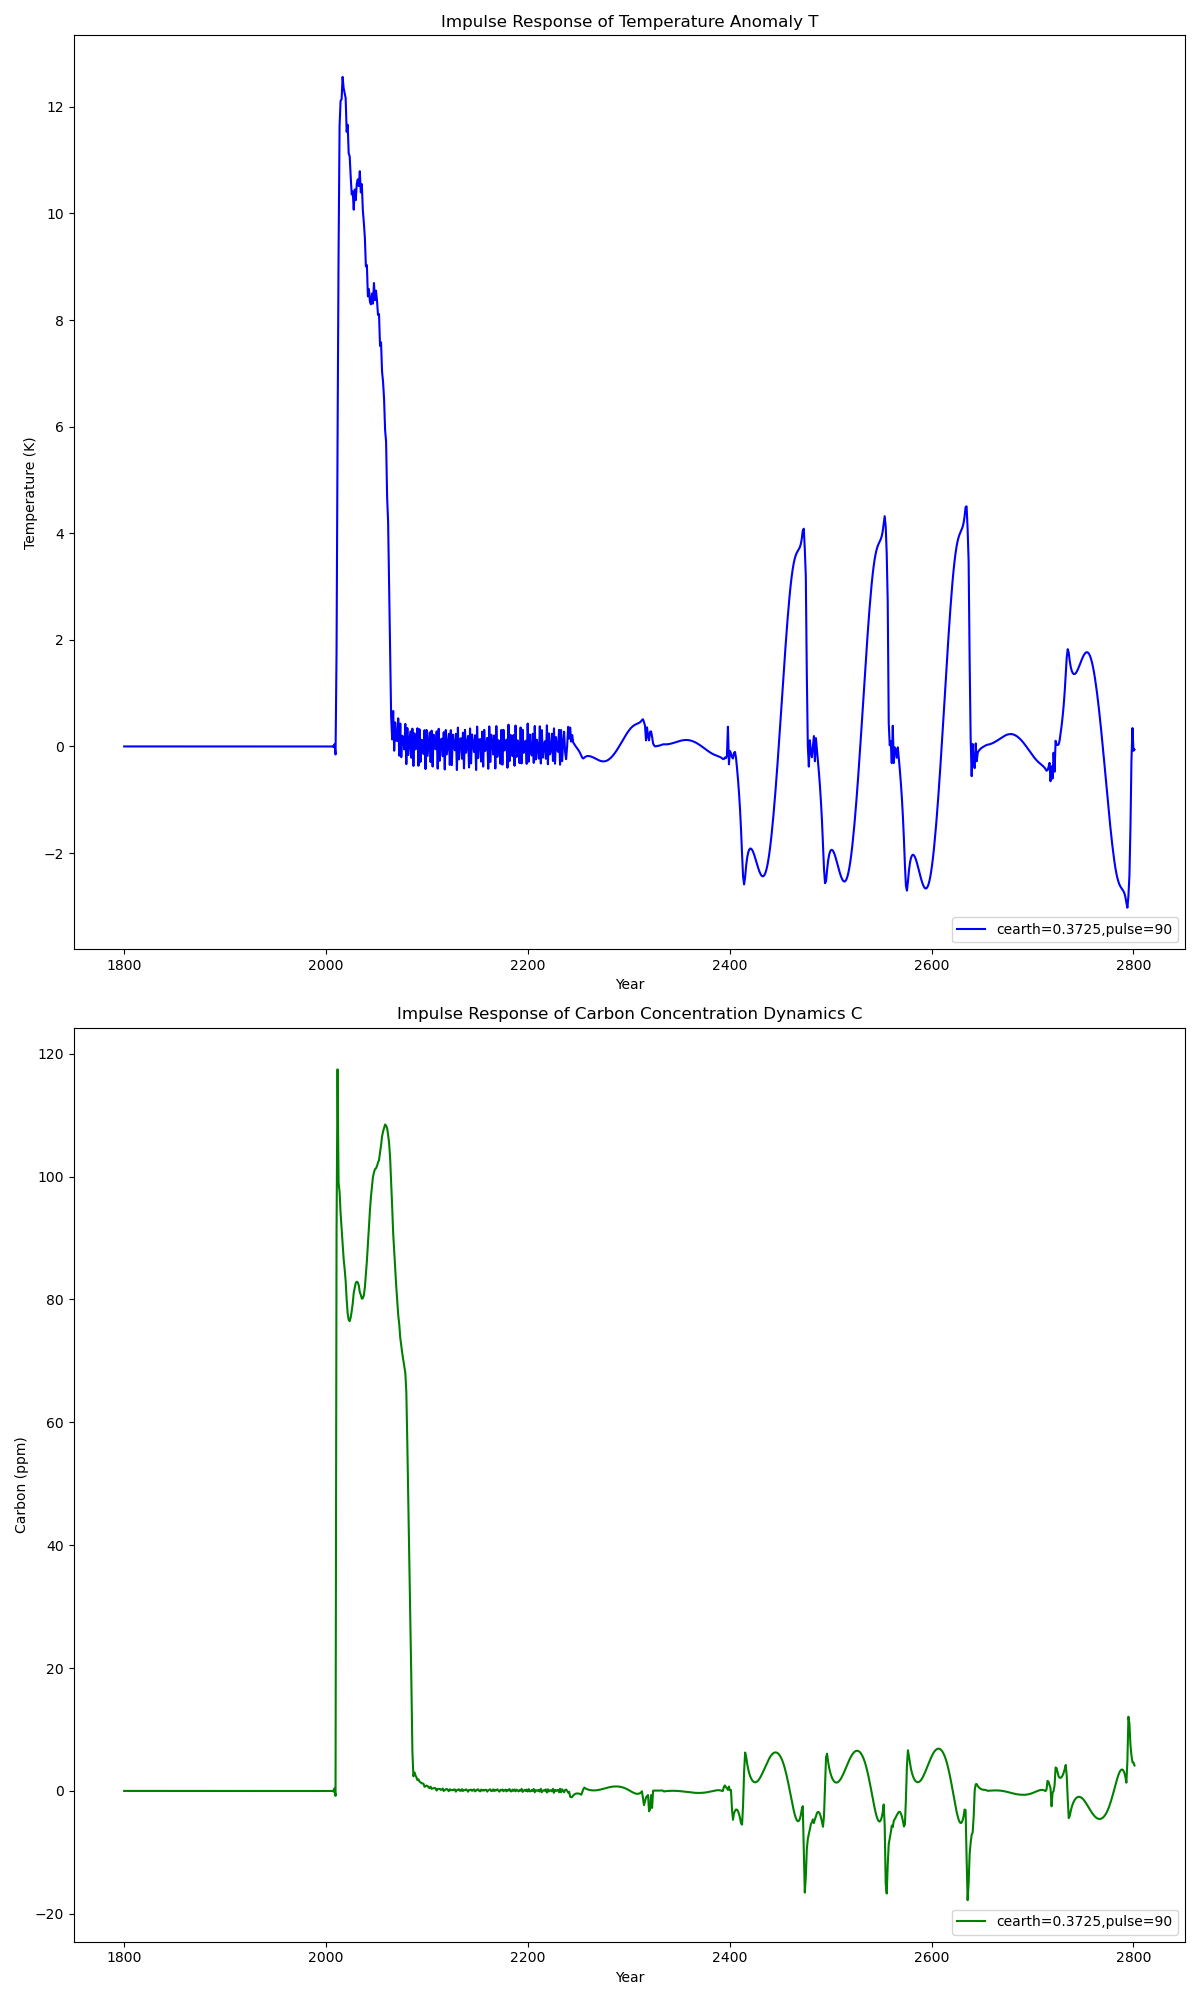 Impulse Response of Temperature Anomaly T
12
10
8
6
4
2
0
−2
Temperature (K)
cearth=0.3725,pulse=90
1800 2000 2200 2400 2600 2800
Year
Impulse Response of Carbon Concentration Dynamics C
120
100
80
60
40
20
0
−20
Carbon (ppm)
cearth=0.3725,pulse=90
1800 2000 2200 2400 2600 2800
Year